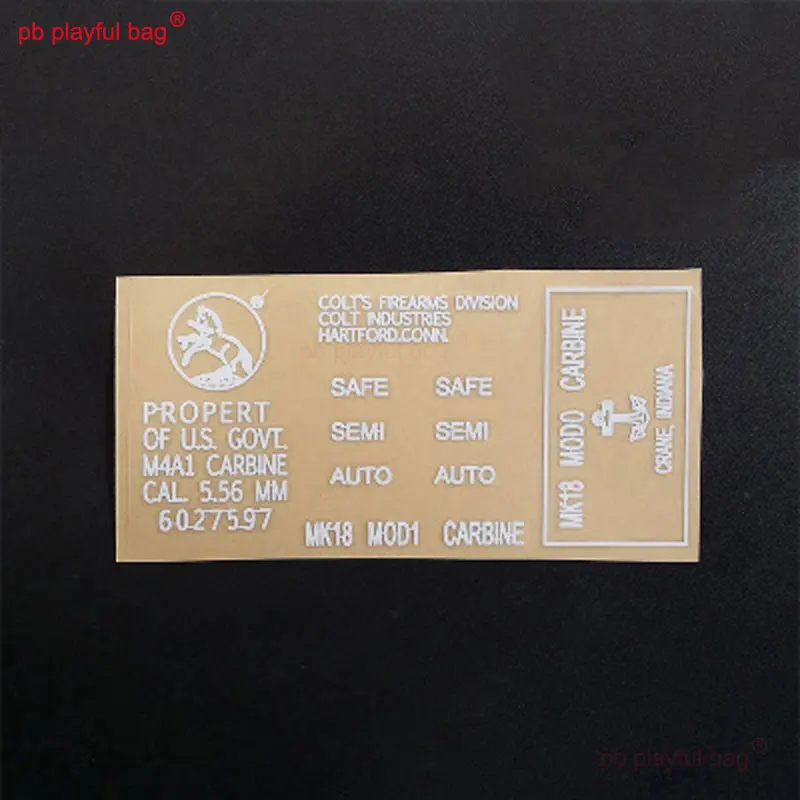 pb playful bag®
COLT'S FIREARMS DIVISION
COLT INDUSTRIES
HARTFORD.CONN.
PROPERT
OF U.S. GOVT.
M4A1 CARBINE
CAL. 5.56 MM
6027597
SAFE SAFE
SEMI SEMI
AUTO AUTO
MK18 MOD1 CARBINE
MK18 MOD0 CARBINE
CRANE, INDIANA
pb playful bag®